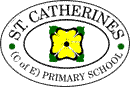 ST. CATHERINES
(C of E) PRIMARY SCHOOL